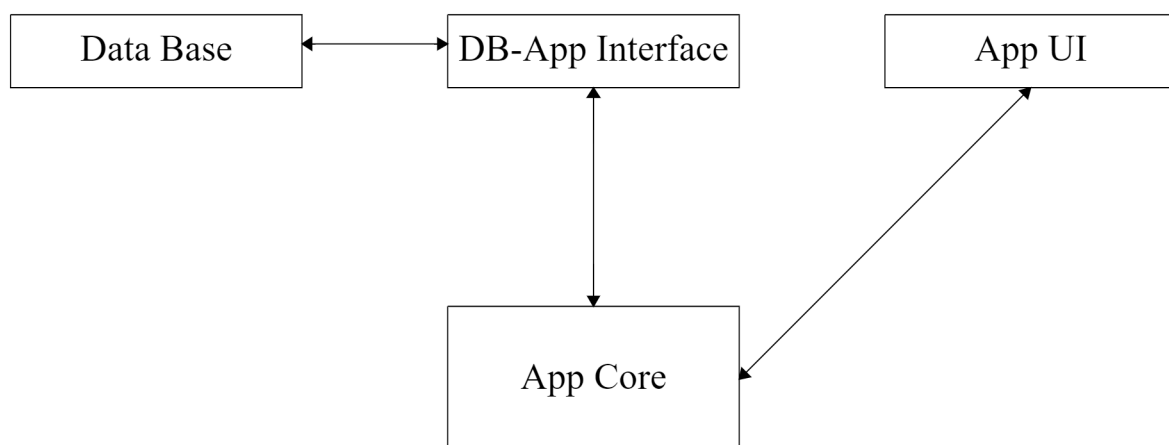 Data Base
DB-App Interface
App UI
App Core